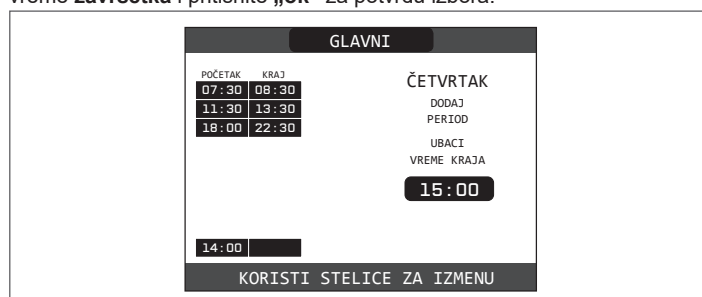 vreme završetka i pritisnite „Ok“ za potvrdu izbora.
GLAVNI
POČETAK KRAJ
07:30 08:30
11:30 13:30
18:00 22:30
ČETVRTAK
DODAJ
PERIOD
UBACI
VREME KRAJA
15:00
14:00
KORISTI STELICE ZA IZMENU